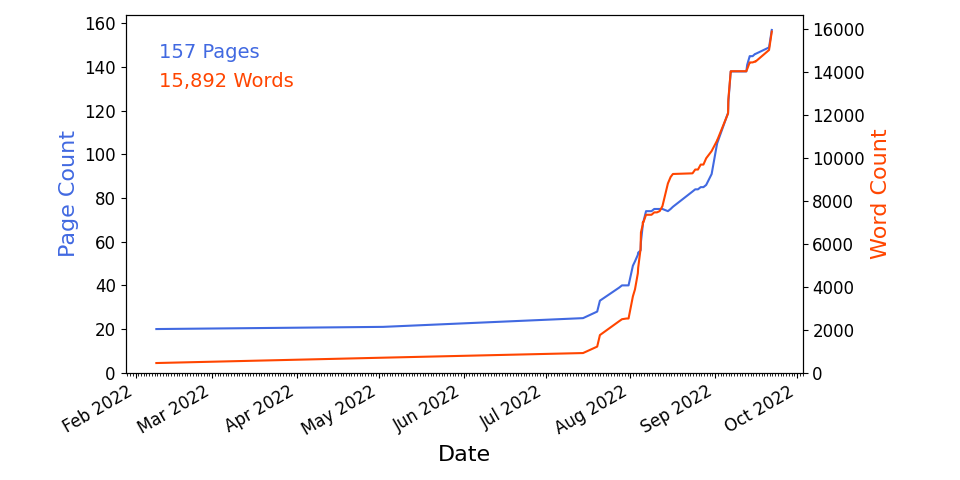 157 Pages
15,892 Words
Page Count
160
140
120
100
80
60
40
20
0
16000
14000
12000
10000
8000
6000
4000
2000
0
Word Count
Feb 2022
Mar 2022
Apr 2022
May 2022
Jun 2022
Jul 2022
Aug 2022
Sep 2022
Oct 2022
Date